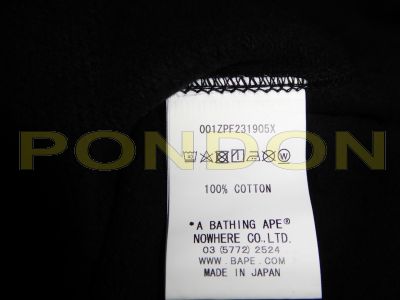 001ZPF231905X
PONDON
100% COTTON
*A BATHING APE®
NOWHERE CO.,LTD.
03 (5772) 2524
WWW.BAPE.COM
MADE IN JAPAN